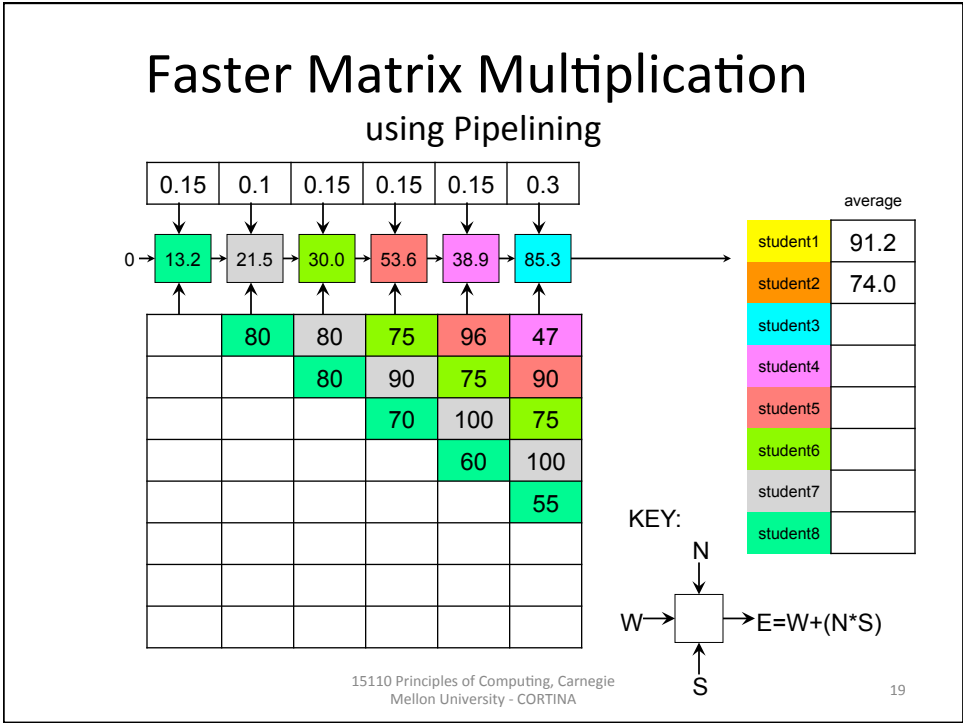 Faster Matrix Multiplication
using Pipelining
0.15 0.1 0.15 0.15 0.15 0.3
0 13.2 21.5 30.0 53.6 38.9 85.3
80 80 75 96 47
80 90 75 90
70 100 75
60 100
55
average
student1 91.2
student2 74.0
student3
student4
student5
student6
student7
student8
KEY:
N
W E=W+(N*S)
S
15110 Principles of Computing, Carnegie
Mellon University - CORTINA
19